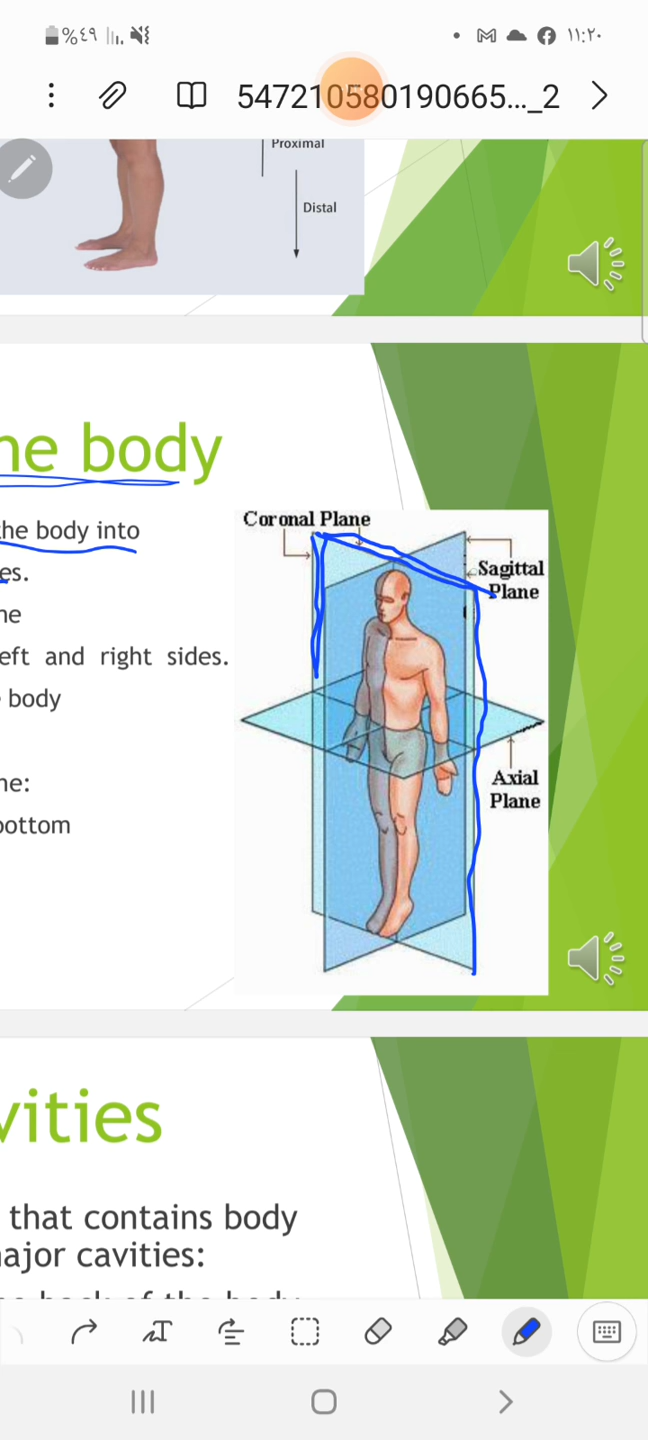 %٤٩
١١:٢٠
547210580190665..._2
Proximal
Distal
he body
the body into
es.
ne
eft and right sides.
body
ne:
bottom
Coronal Plane
Sagittal
Plane
Axial
Plane
vities
that contains body
ajor cavities: